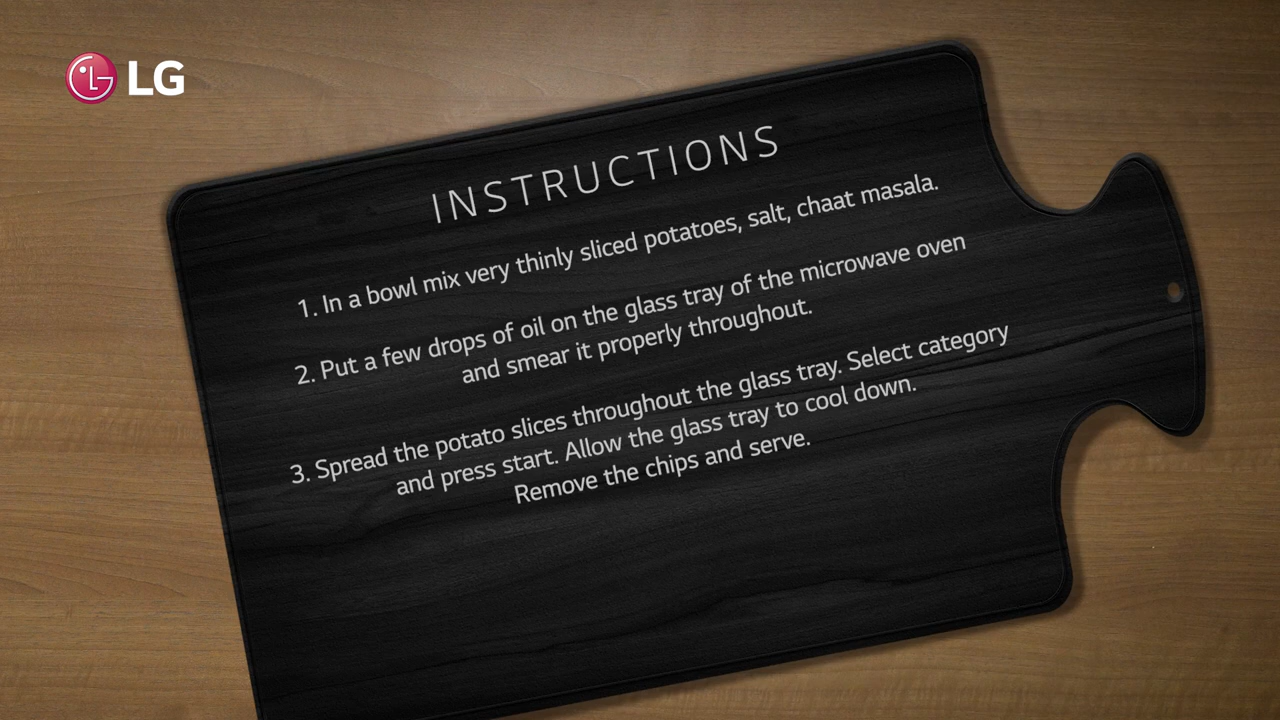 LG
INSTRUCTIONS
1. In a bowl mix very thinly sliced potatoes, salt, chaat masala.
2. Put a few drops of oil on the glass tray of the microwave oven
and smear it properly throughout.
3. Spread the potato slices throughout the glass tray. Select category
and press start. Allow the glass tray to cool down.
Remove the chips and serve.